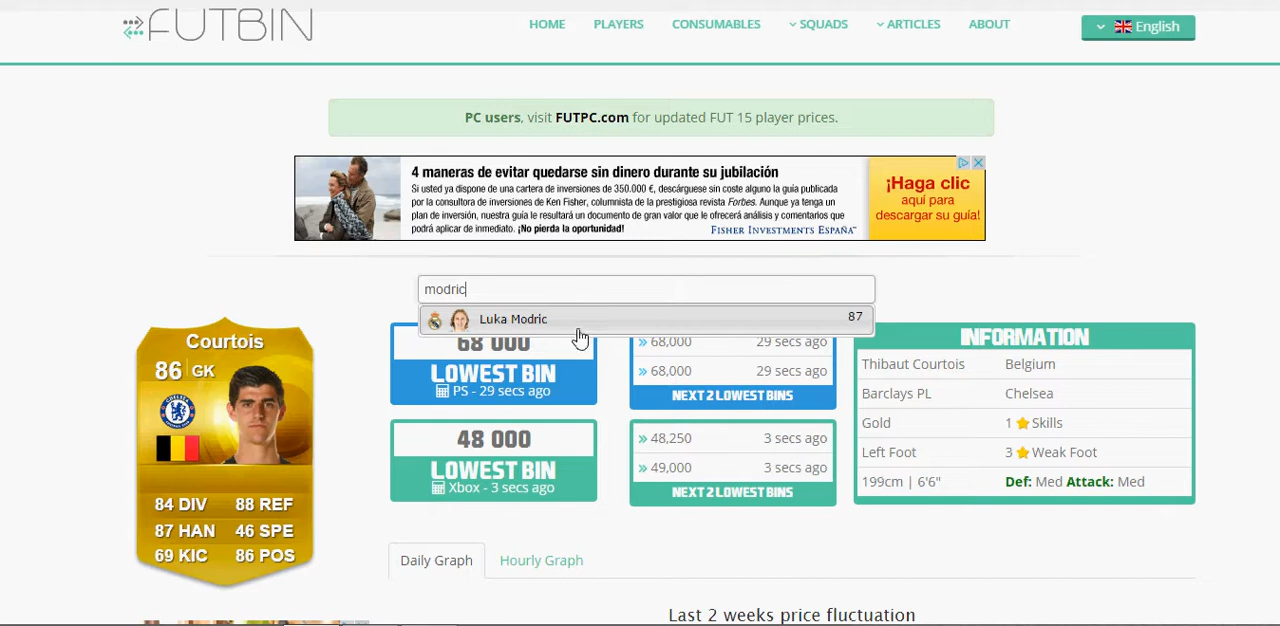 FUTBIN
HOME PLAYERS CONSUMABLES SQUADS ARTICLES ABOUT
English
PC users, visit FUTPC.com for updated FUT 15 player prices.
4 maneras de evitar quedarse sin dinero durante su jubilación
Si usted ya dispone de una cartera de inversiones de 350.000 €, descárguese sin coste alguno la guía publicada
por la consultora de inversiones de Ken Fisher, columnista de la prestigiosa revista Forbes. Aunque ya tenga un
plan de inversión, nuestra guía le resultará un documento de gran valor que le ofrecerá análisis y comentarios que
podrá aplicar de inmediato. ¡No pierda la oportunidad!
FISHER INVESTMENTS ESPAÑA™
¡Haga clic
aquí para
descargar su guía!
modric
Luka Modric 87
Courtois
86 GK
84 DIV 88 REF
87 HAN 46 SPE
69 KIC 86 POS
68 000
LOWEST BIN
PS - 29 secs ago
» 68,000 29 secs ago
» 68,000 29 secs ago
NEXT 2 LOWEST BINS
48 000
LOWEST BIN
Xbox - 3 secs ago
» 48,250 3 secs ago
» 49,000 3 secs ago
NEXT 2 LOWEST BINS
INFORMATION
Thibaut Courtois Belgium
Barclays PL Chelsea
Gold 1 Skills
Left Foot 3 Weak Foot
199cm | 6'6" Def: Med Attack: Med
Daily Graph Hourly Graph
Last 2 weeks price fluctuation